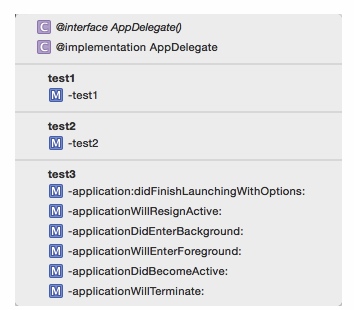 C @interface AppDelegate()
C @implementation AppDelegate
test1
M -test1
test2
M -test2
test3
M -application:didFinishLaunchingWithOptions:
M -applicationWillResignActive:
M -applicationDidEnterBackground:
M -applicationWillEnterForeground:
M -applicationDidBecomeActive:
M -applicationWillTerminate: